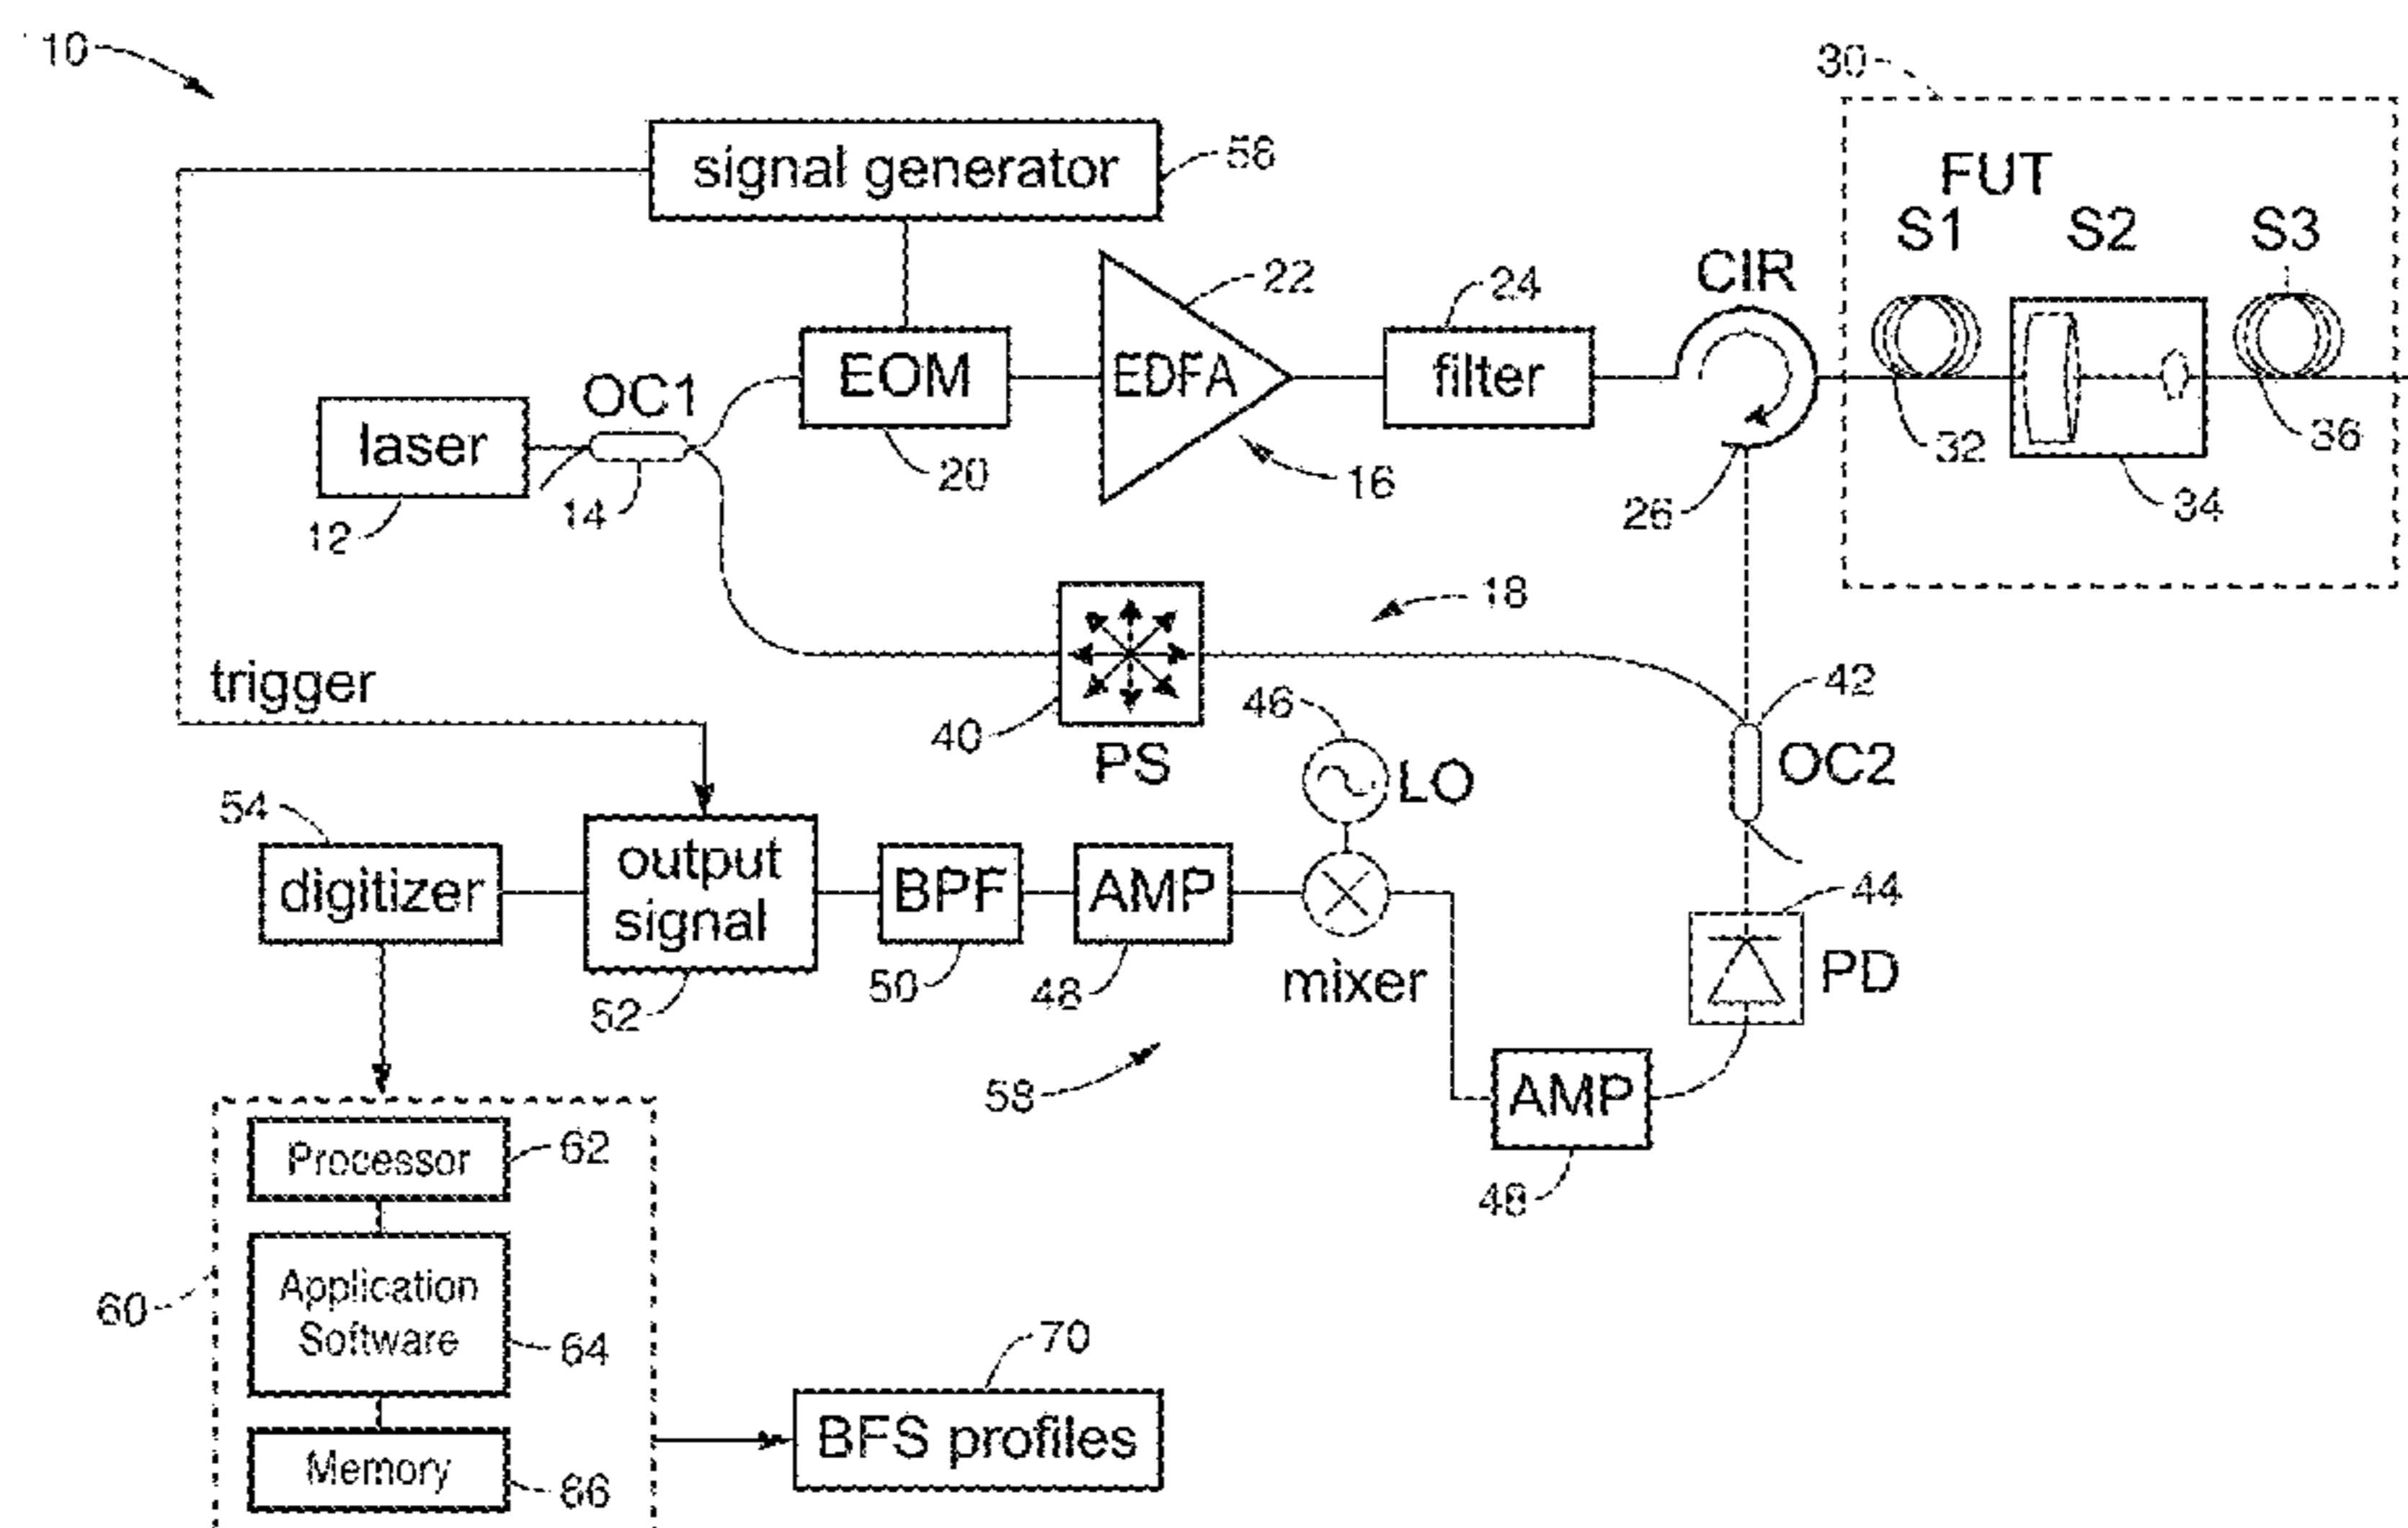 10
30
signal generator
56
FUT
S1
S2
S3
22
24
CIR
OC1
EOM
EDFA
filter
laser
12
14
20
16
26
32
34
36
18
trigger
40
PS
46
LO
42
OC2
54
digitizer
output
signal
BPF
AMP
44
PD
52
50
48
mixer
58
AMP
48
Processor
62
Application
Software
64
60
70
BFS profiles
Memory
66